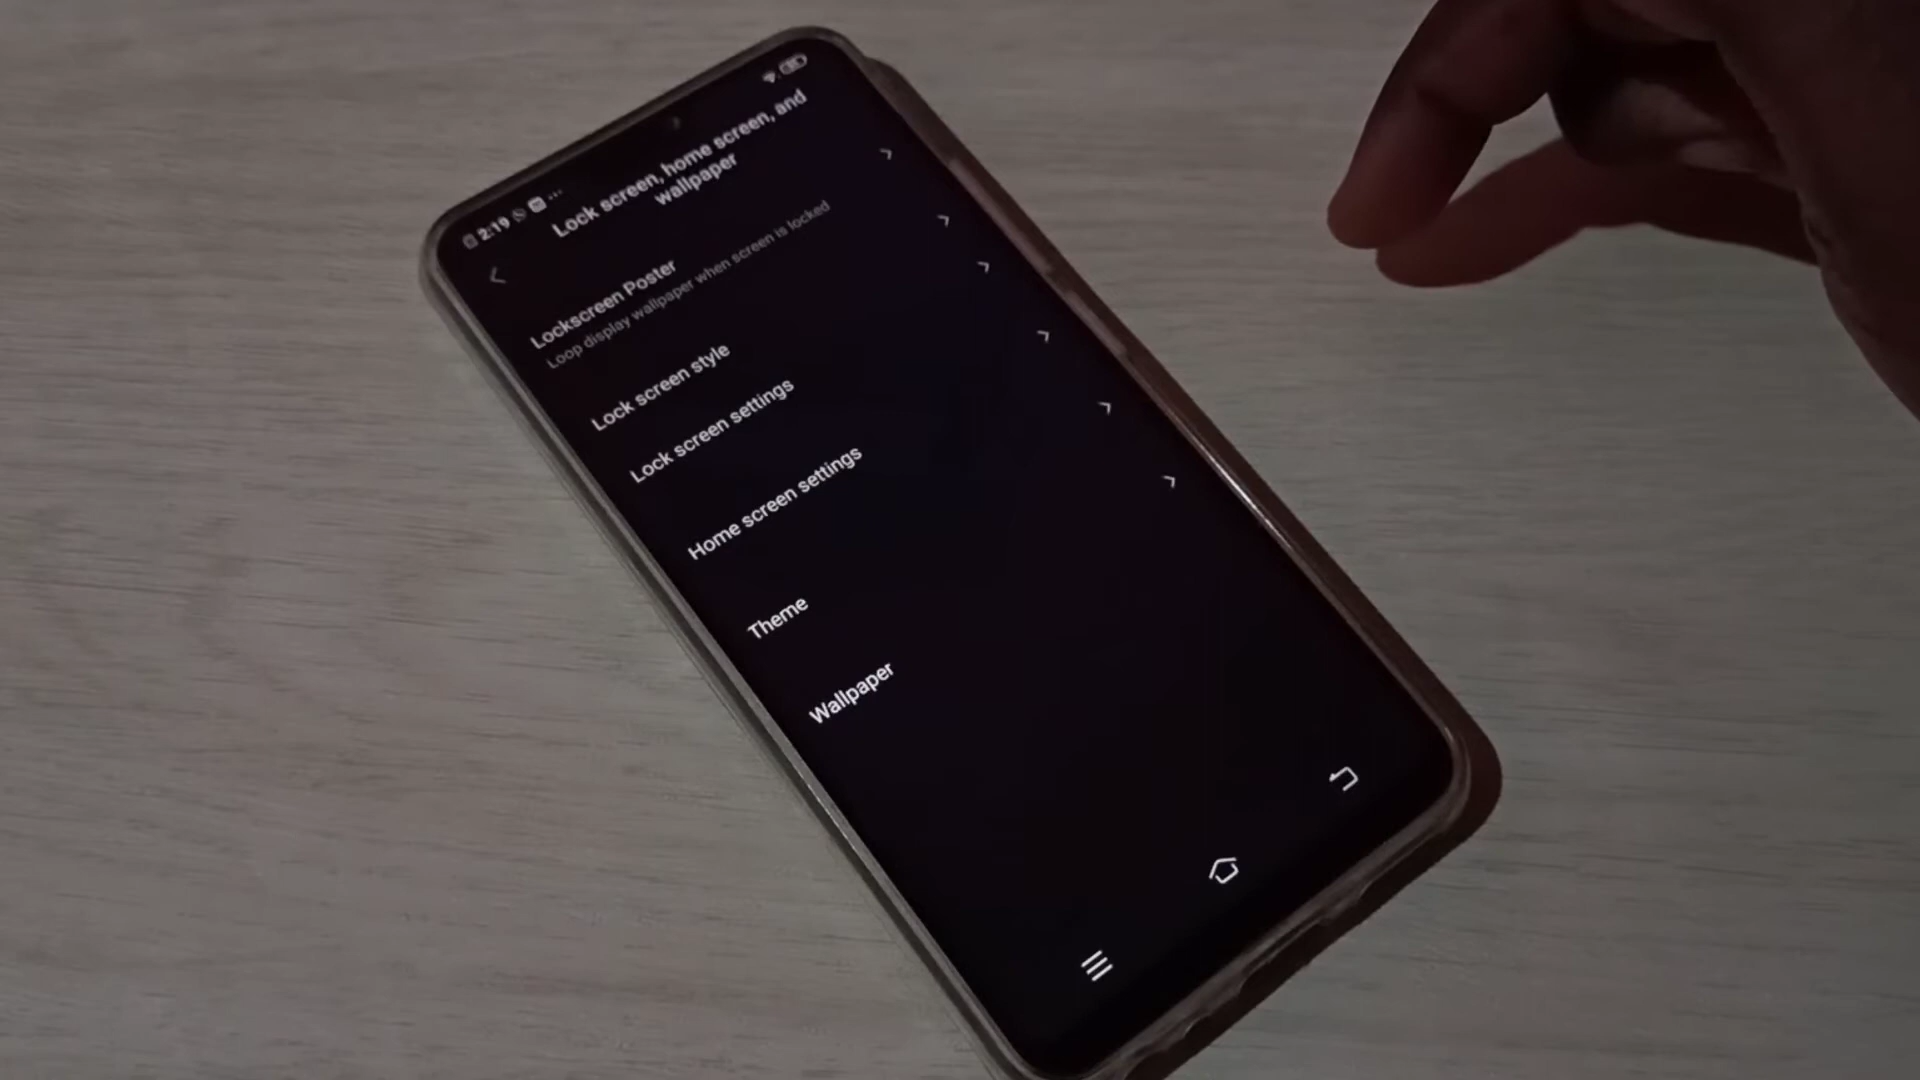 2:19
Lock screen, home screen, and
wallpaper
Lockscreen Poster
Loop display wallpaper when screen is locked
Lock screen style
Lock screen settings
Home screen settings
Theme
Wallpaper